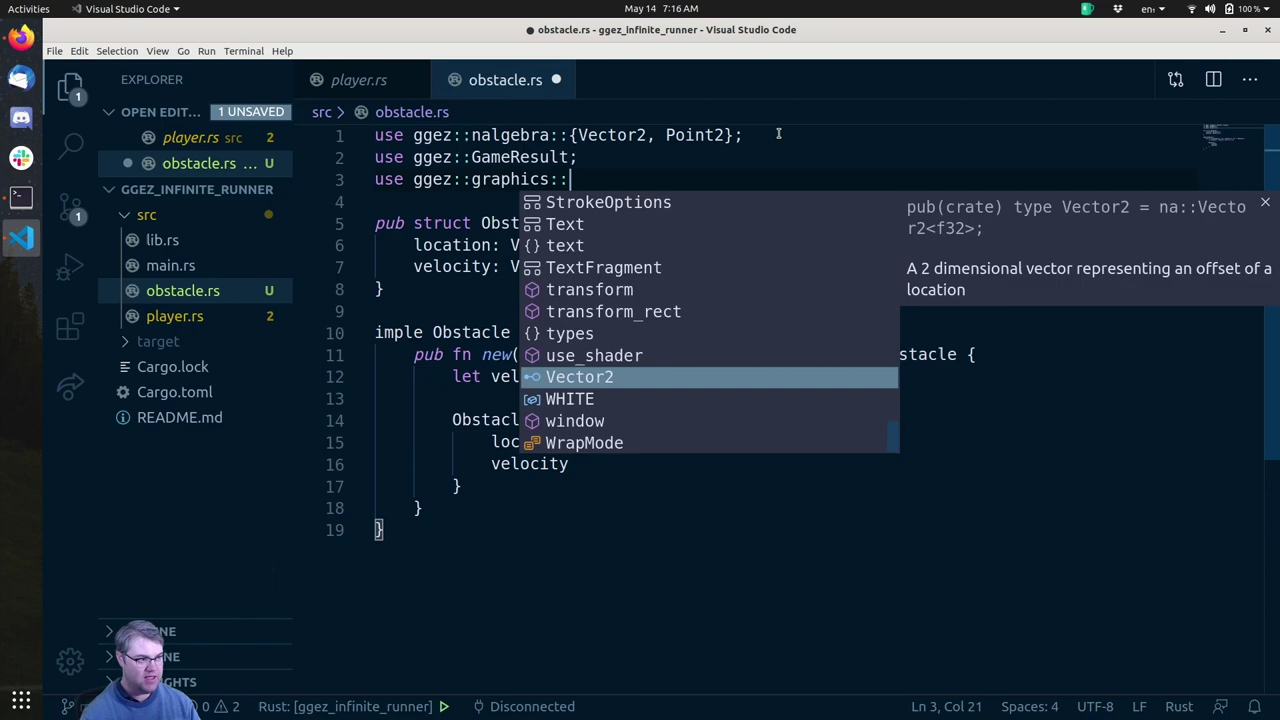 Activities
Visual Studio Code
May 14 7:16 AM
en
100 %
obstacle.rs - ggez_infinite_runner - Visual Studio Code
File Edit Selection View Go Run Terminal Help
EXPLORER
player.rs
obstacle.rs
OPEN EDIT... 1 UNSAVED
src > obstacle.rs
player.rs src 2
obstacle.rs ... U
GGEZ_INFINITE_RUNNER
src
lib.rs
main.rs
obstacle.rs U
player.rs 2
target
Cargo.lock
Cargo.toml
README.md
1 use ggez::nalgebra::{Vector2, Point2};
2 use ggez::GameResult;
3 use ggez::graphics::
4
5 pub struct Obst
6 location: V
7 velocity: V
8 }
9
10 imple Obstacle
11 pub fn new( stacle {
12 let vel
13
14 Obstacl
15 loc
16 velocity
17 }
18 }
19 }
StrokeOptions
Text
text
TextFragment
transform
transform_rect
types
use_shader
Vector2
WHITE
window
WrapMode
pub(crate) type Vector2 = na::Vecto
r2<f32>;
A 2 dimensional vector representing an offset of a
location
0 2
Rust: [ggez_infinite_runner]
Disconnected
Ln 3, Col 21
Spaces: 4
UTF-8
LF
Rust